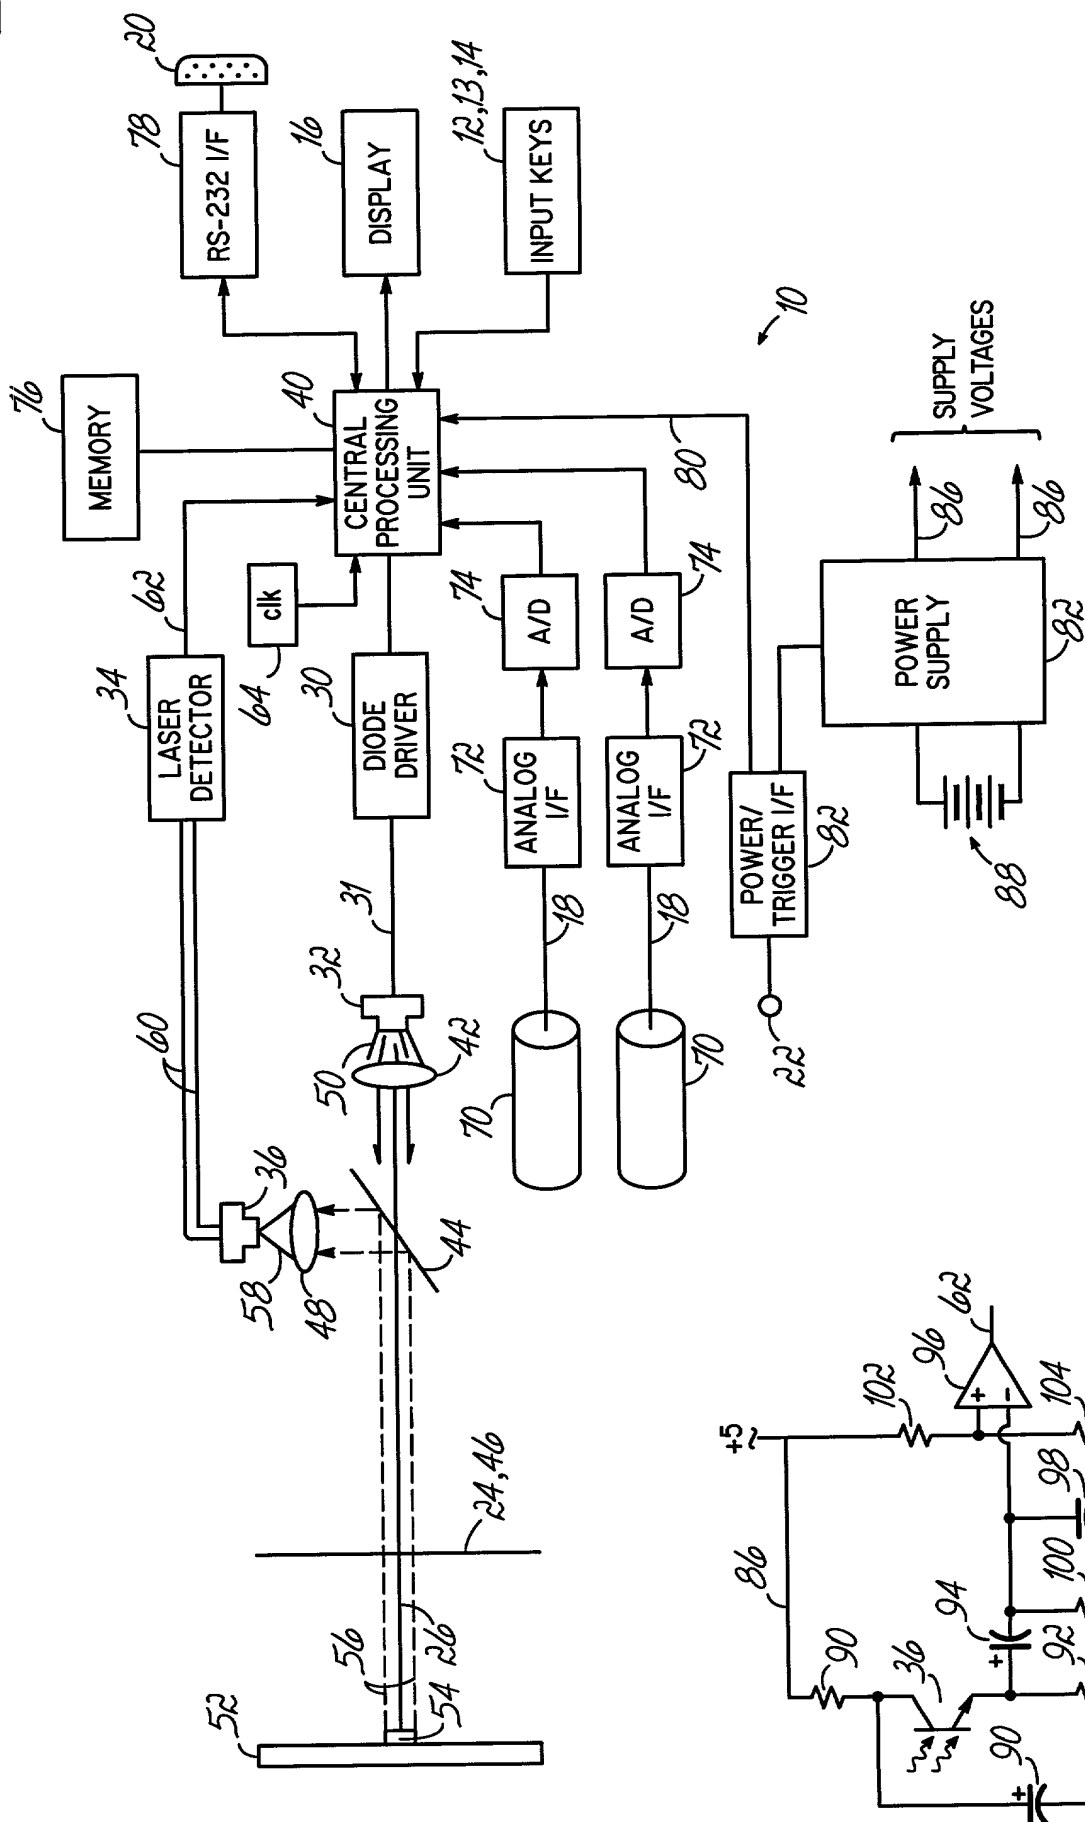 20
78
RS-232 I/F
16
DISPLAY
12,13,14
INPUT KEYS
76
MEMORY
40
CENTRAL
PROCESSING
UNIT
10
80
62
64
clk
34
LASER
DETECTOR
30
DIODE
DRIVER
74
A/D
74
A/D
72
ANALOG
I/F
72
ANALOG
I/F
18
18
70
70
60
31
32
50
42
36
58
48
44
24,46
56
26
54
52
SUPPLY
VOLTAGES
86
86
POWER
SUPPLY
82
88
POWER/
TRIGGER I/F
82
22
+5
~
86
102
96
62
+
-
104
98
100
94
+
92
90
36
90
+